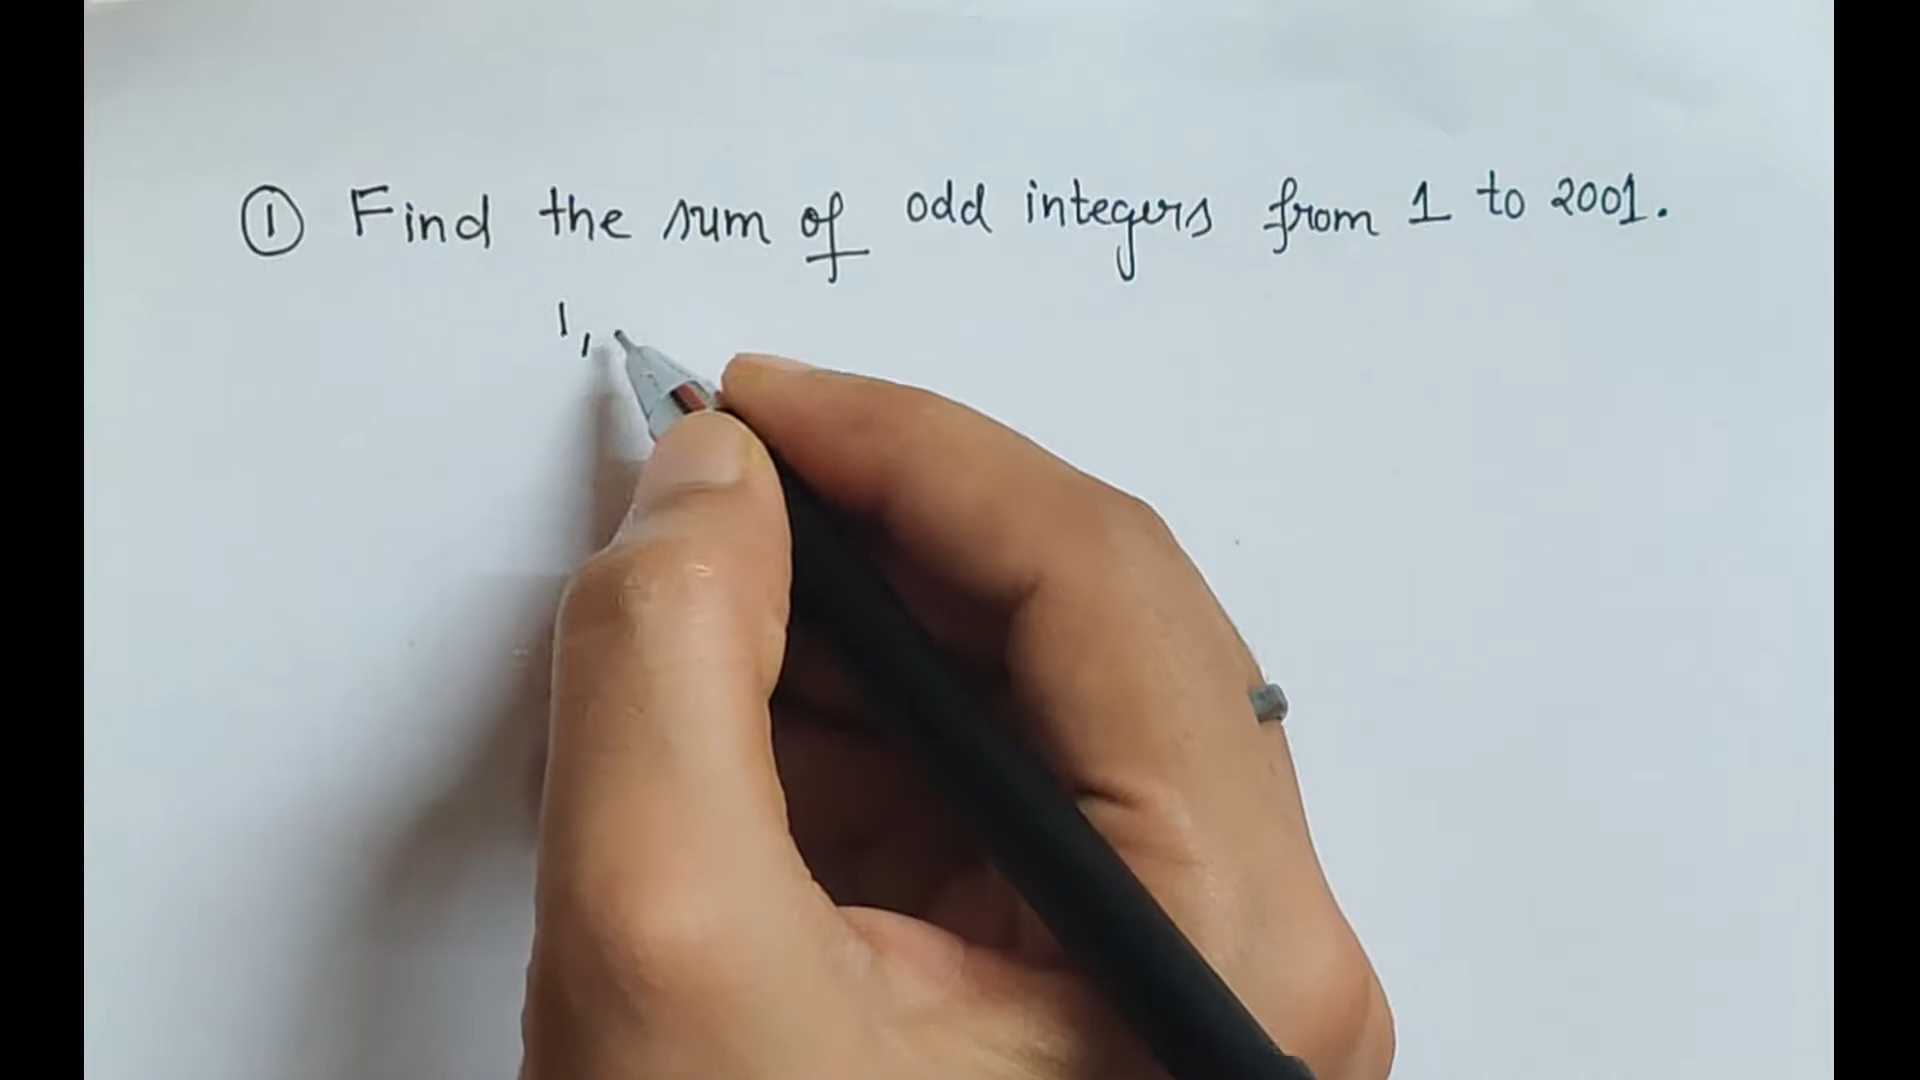 ① Find the sum of odd integers from 1 to 2001.
1,